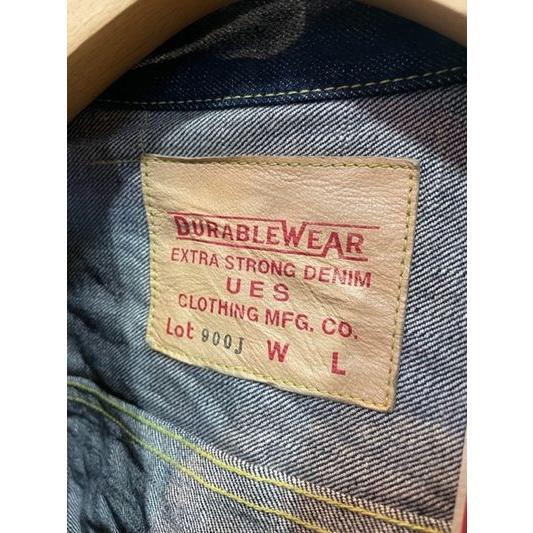 DURABLEWEAR
EXTRA STRONG DENIM
UES
CLOTHING MFG. CO.
Lot 900J W L